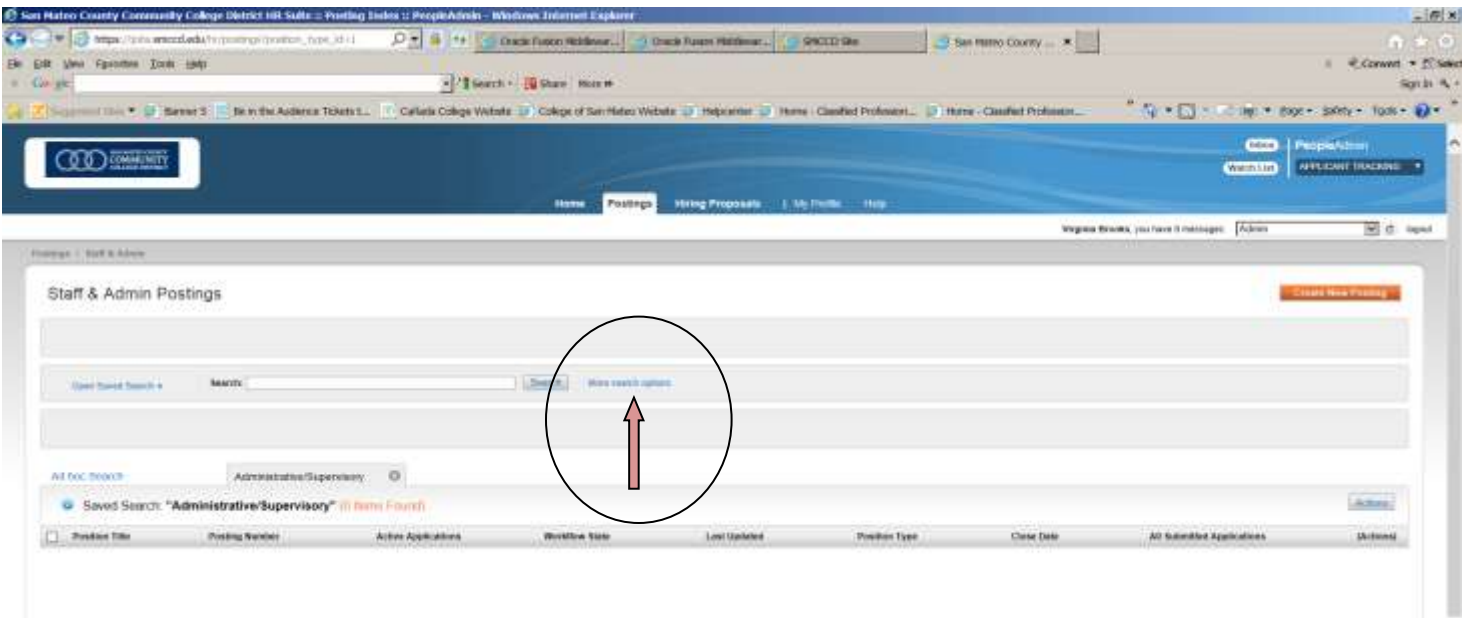 San Mateo County Community College District HR Suite :: Posting Index :: PeopleAdmin - Windows Internet Explorer
Oracle Fusion Middlewar... Oracle Fusion Middlewar... SMCCD Site San Mateo County ...
Edit View Favorites Tools Help Convert Select
Search Share More Sign In
Banner 5 Be in the Audience Tickets t... Cañada College Website College of San Mateo Website Helpcenter Home - Classified Profession... Home - Classified Profession... Page Safety Tools
COMMUNITY
COLLEGE DISTRICT
Inbox PeopleAdmin
Watch List APPLICANT TRACKING
Home Postings Hiring Proposals My Profile Help
Virginia Brooks, you have 0 messages. Admin logout
Postings / Staff & Admin
Staff & Admin Postings
Create New Posting
Open Saved Search Search: Search More search options
Ad hoc Search Administrative/Supervisory
Saved Search: "Administrative/Supervisory" (0 Items Found)
Actions
Position Title Posting Number Active Applications Workflow State Last Updated Position Type Close Date All Submitted Applications (Actions)